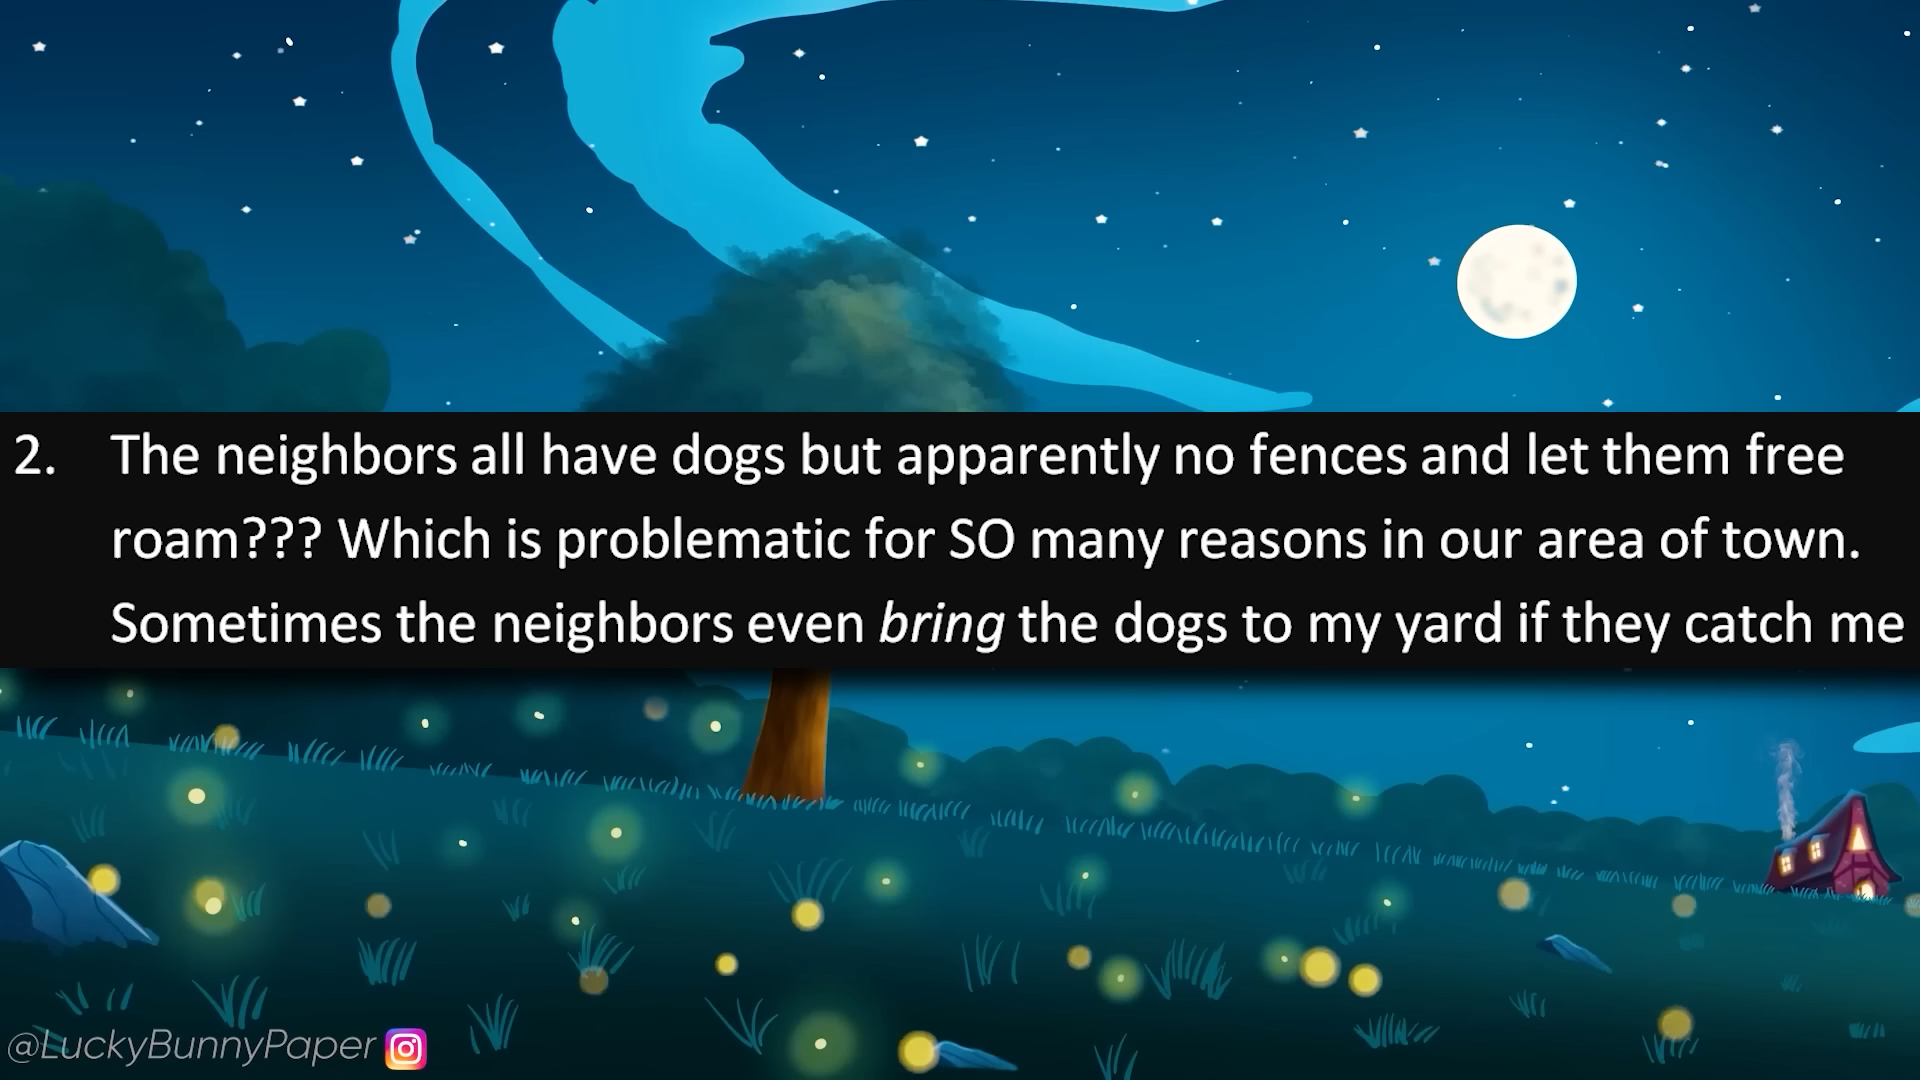 2. The neighbors all have dogs but apparently no fences and let them free
roam??? Which is problematic for SO many reasons in our area of town.
Sometimes the neighbors even bring the dogs to my yard if they catch me
@LuckyBunnyPaper